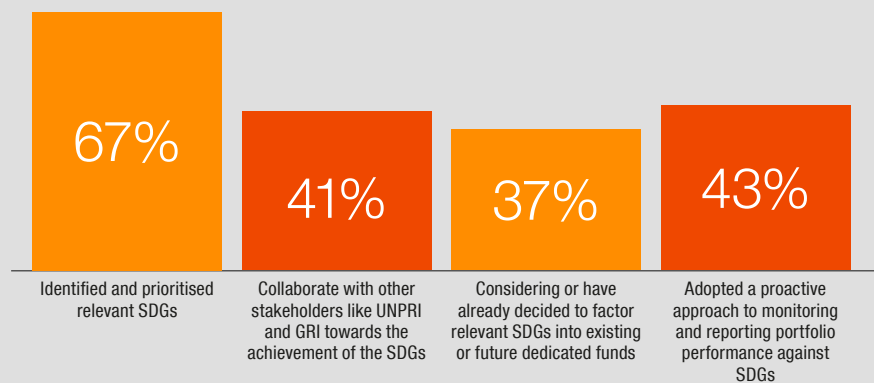 67%
41%
37%
43%
Identified and prioritised
relevant SDGs
Collaborate with other
stakeholders like UNPRI
and GRI towards the
achievement of the SDGs
Considering or have
already decided to factor
relevant SDGs into existing
or future dedicated funds
Adopted a proactive
approach to monitoring
and reporting portfolio
performance against
SDGs